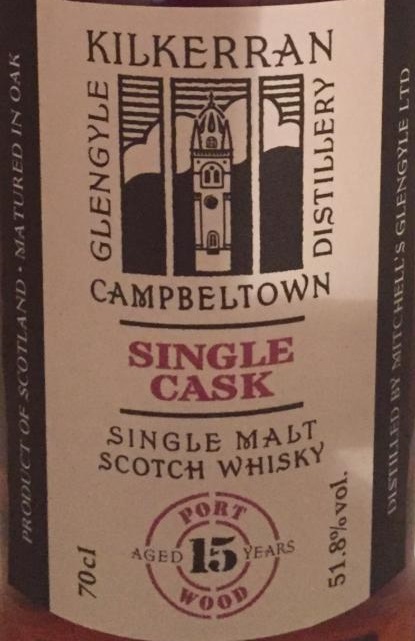 KILKERRAN
GLENGYLE
DISTILLERY
CAMPBELTOWN
SINGLE
CASK
SINGLE MALT
SCOTCH WHISKY
PORT
AGED 15 YEARS
WOOD
70cl
51.8%vol.
PRODUCT OF SCOTLAND • MATURED IN OAK
DISTILLED BY MITCHELL'S GLENGYLE LTD